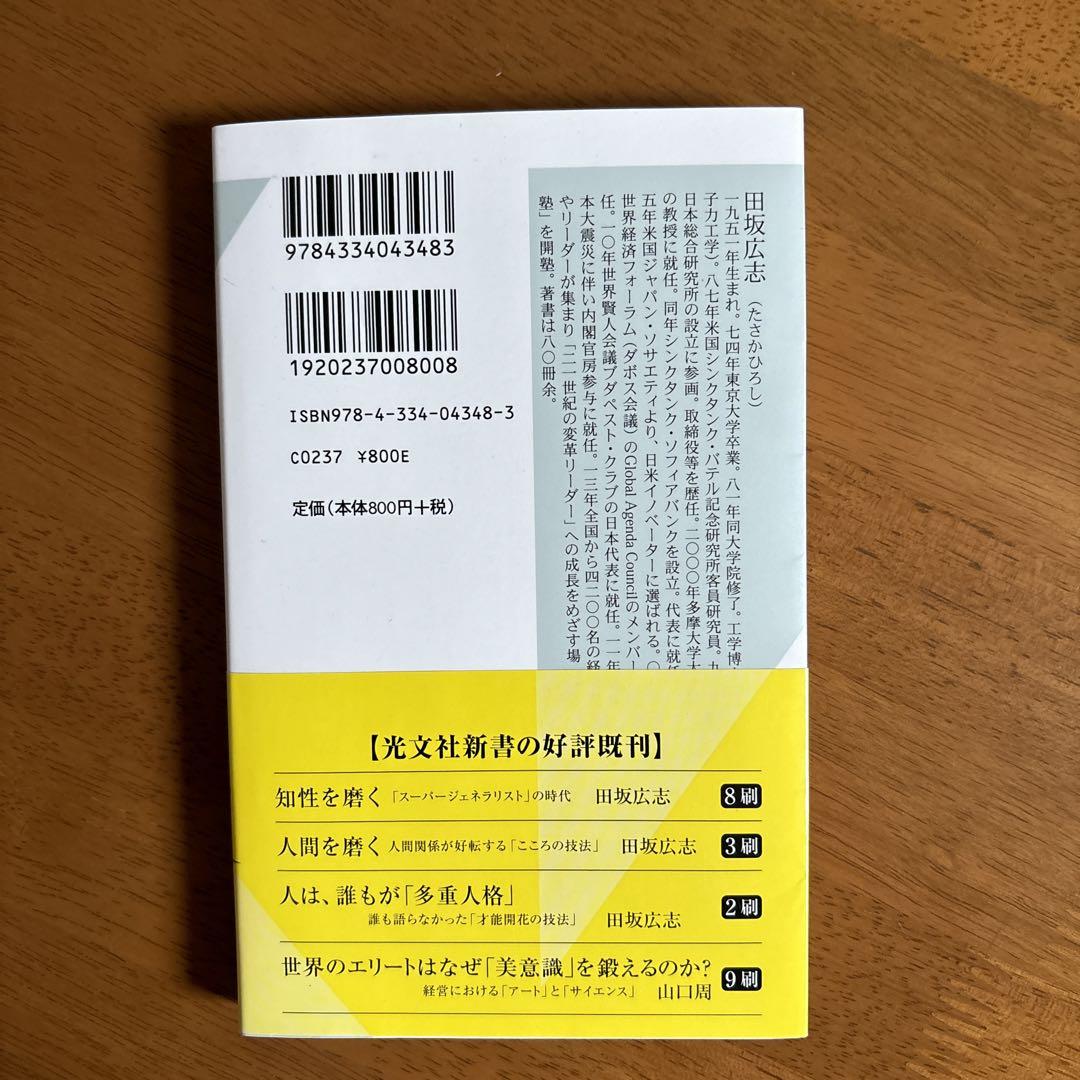 9784334043483
1920237008008
ISBN978-4-334-04348-3
C0237 ¥800E
定価(本体800円+税)
田坂広志(たさかひろし)
一九五一年生まれ。七四年東京大学卒業。八一年同大学院修了。工学博
子力工学)。八七年米国シンクタンク・バテル記念研究所客員研究員。九
日本総合研究所の設立に参画。取締役等を歴任。二〇〇〇年多摩大学大
の教授に就任。同年シンクタンク・ソフィアバンクを設立。代表に就任
五年米国ジャパン・ソサエティより、日米イノベーターに選ばれる。〇
世界経済フォーラム(ダボス会議)のGlobal Agenda Councilのメンバー
任。一〇年世界賢人会議ブダペスト・クラブの日本代表に就任。一一年
本大震災に伴い内閣官房参与に就任。一三年全国から四二〇〇名の経
やリーダーが集まり「二一世紀の変革リーダー」への成長をめざす場
塾」を開塾。著書は八〇冊余。
【光文社新書の好評既刊】
知性を磨く 「スーパージェネラリスト」の時代 田坂広志 8刷
人間を磨く 人間関係が好転する「こころの技法」 田坂広志 3刷
人は、誰もが「多重人格」
誰も語らなかった「才能開花の技法」 田坂広志 2刷
世界のエリートはなぜ「美意識」を鍛えるのか?
経営における「アート」と「サイエンス」 山口周 9刷